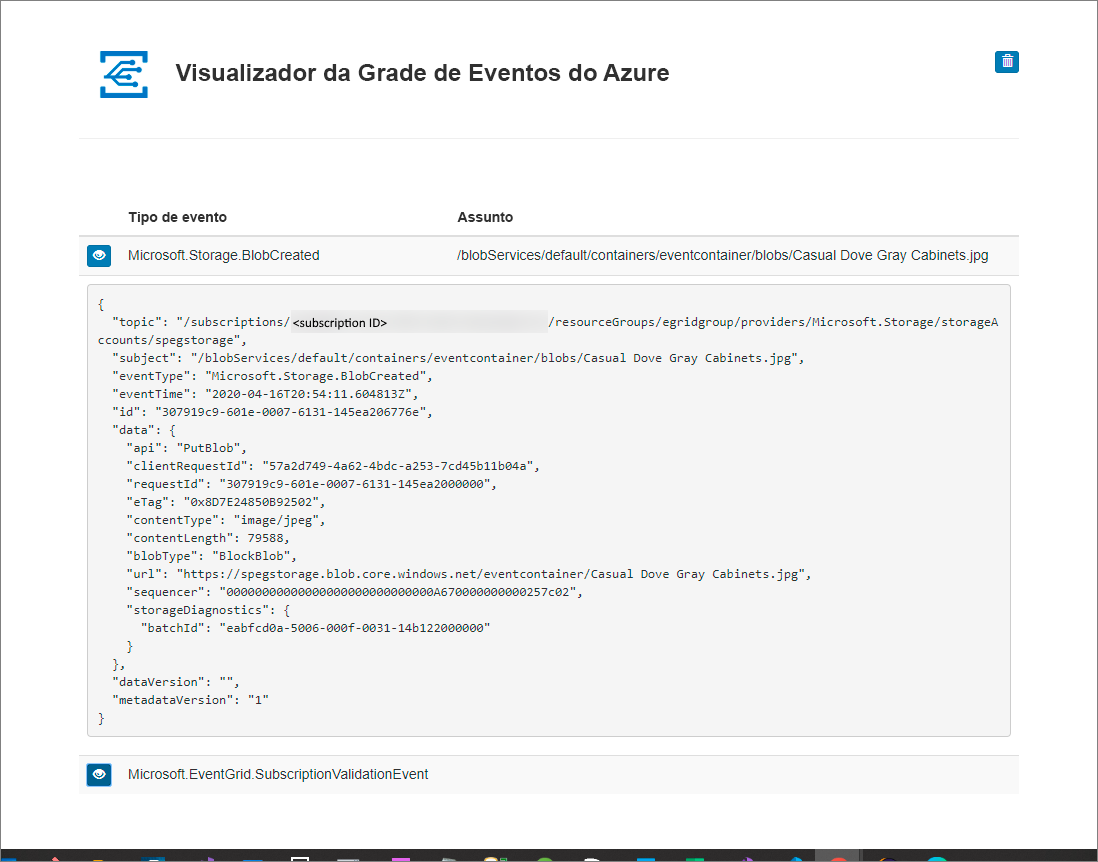 Visualizador da Grade de Eventos do Azure
Tipo de evento Assunto
Microsoft.Storage.BlobCreated /blobServices/default/containers/eventcontainer/blobs/Casual Dove Gray Cabinets.jpg
{
"topic": "/subscriptions/<subscription ID>/resourceGroups/egridgroup/providers/Microsoft.Storage/storageA
ccounts/spegstorage",
"subject": "/blobServices/default/containers/eventcontainer/blobs/Casual Dove Gray Cabinets.jpg",
"eventType": "Microsoft.Storage.BlobCreated",
"eventTime": "2020-04-16T20:54:11.604813Z",
"id": "307919c9-601e-0007-6131-145ea206776e",
"data": {
"api": "PutBlob",
"clientRequestId": "57a2d749-4a62-4bdc-a253-7cd45b11b04a",
"requestId": "307919c9-601e-0007-6131-145ea2000000",
"eTag": "0x8D7E24850B92502",
"contentType": "image/jpeg",
"contentLength": 79588,
"blobType": "BlockBlob",
"url": "https://spegstorage.blob.core.windows.net/eventcontainer/Casual Dove Gray Cabinets.jpg",
"sequencer": "00000000000000000000000000000A670000000000257c02",
"storageDiagnostics": {
"batchId": "eabfcd0a-5006-000f-0031-14b122000000"
}
},
"dataVersion": "",
"metadataVersion": "1"
}
Microsoft.EventGrid.SubscriptionValidationEvent